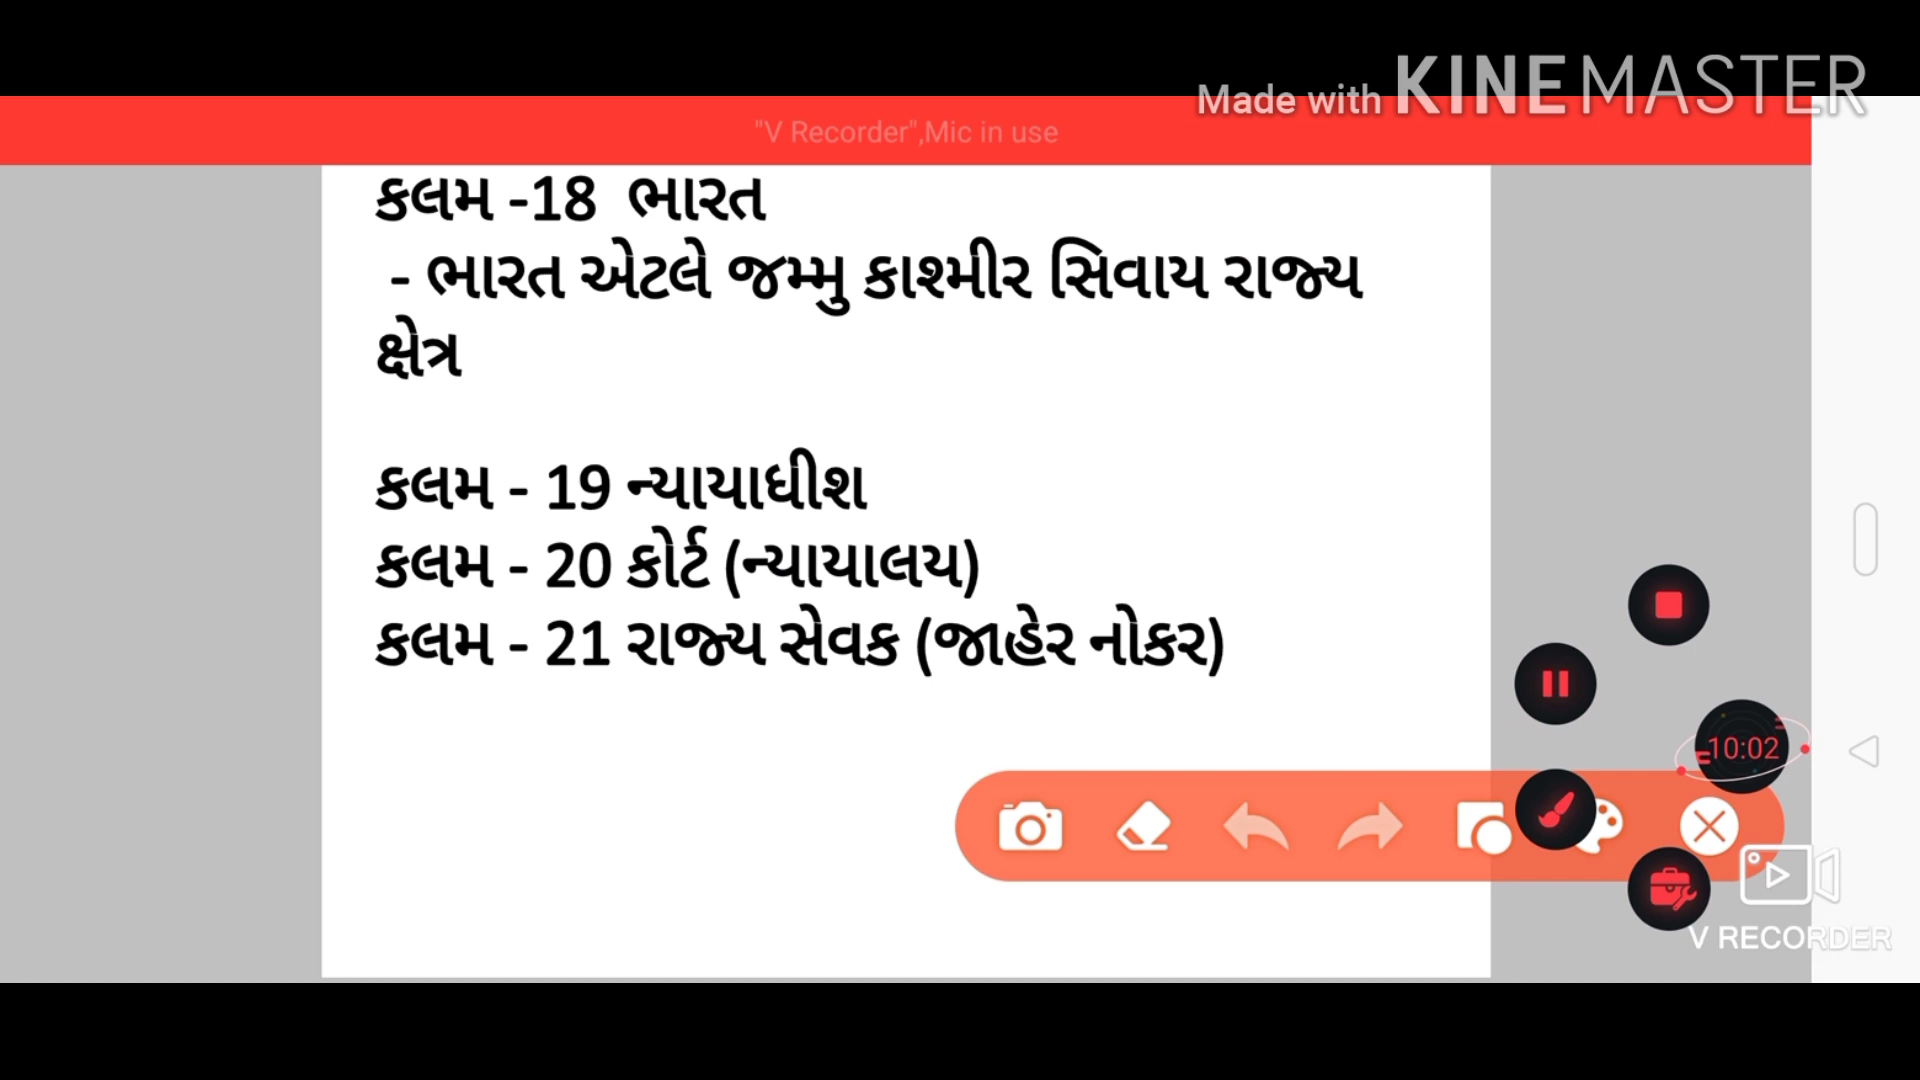 Made with KINEMASTER
"V Recorder",Mic in use
કલમ -18 ભારત
- ભારત એટલે જમ્મુ કાશ્મીર સિવાય રાજ્ય
ક્ષેત્ર
કલમ - 19 ન્યાયાધીશ
કલમ - 20 કોર્ટ (ન્યાયાલય)
કલમ - 21 રાજ્ય સેવક (જાહેર નોકર)
10:02
V RECORDER